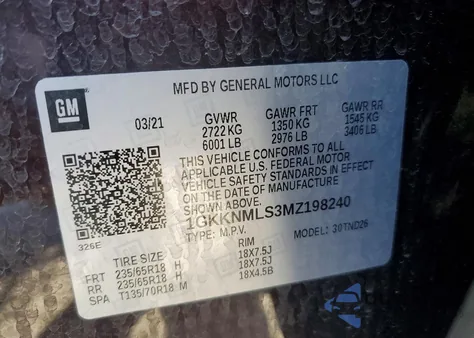 MFD BY GENERAL MOTORS LLC
GM
03/21 GVWR GAWR FRT GAWR RR
2722 KG 1350 KG 1545 KG
6001 LB 2976 LB 3406 LB
THIS VEHICLE CONFORMS TO ALL
APPLICABLE U.S. FEDERAL MOTOR
VEHICLE SAFETY STANDARDS IN EFFECT
ON THE DATE OF MANUFACTURE
SHOWN ABOVE.
1GKKNMLS3MZ198240
326E
TYPE: M.P.V. MODEL: 30TND26
TIRE SIZE RIM
FRT 235/65R18 H 18X7.5J
RR 235/65R18 H 18X7.5J
SPA T135/70R18 M 18X4.5B